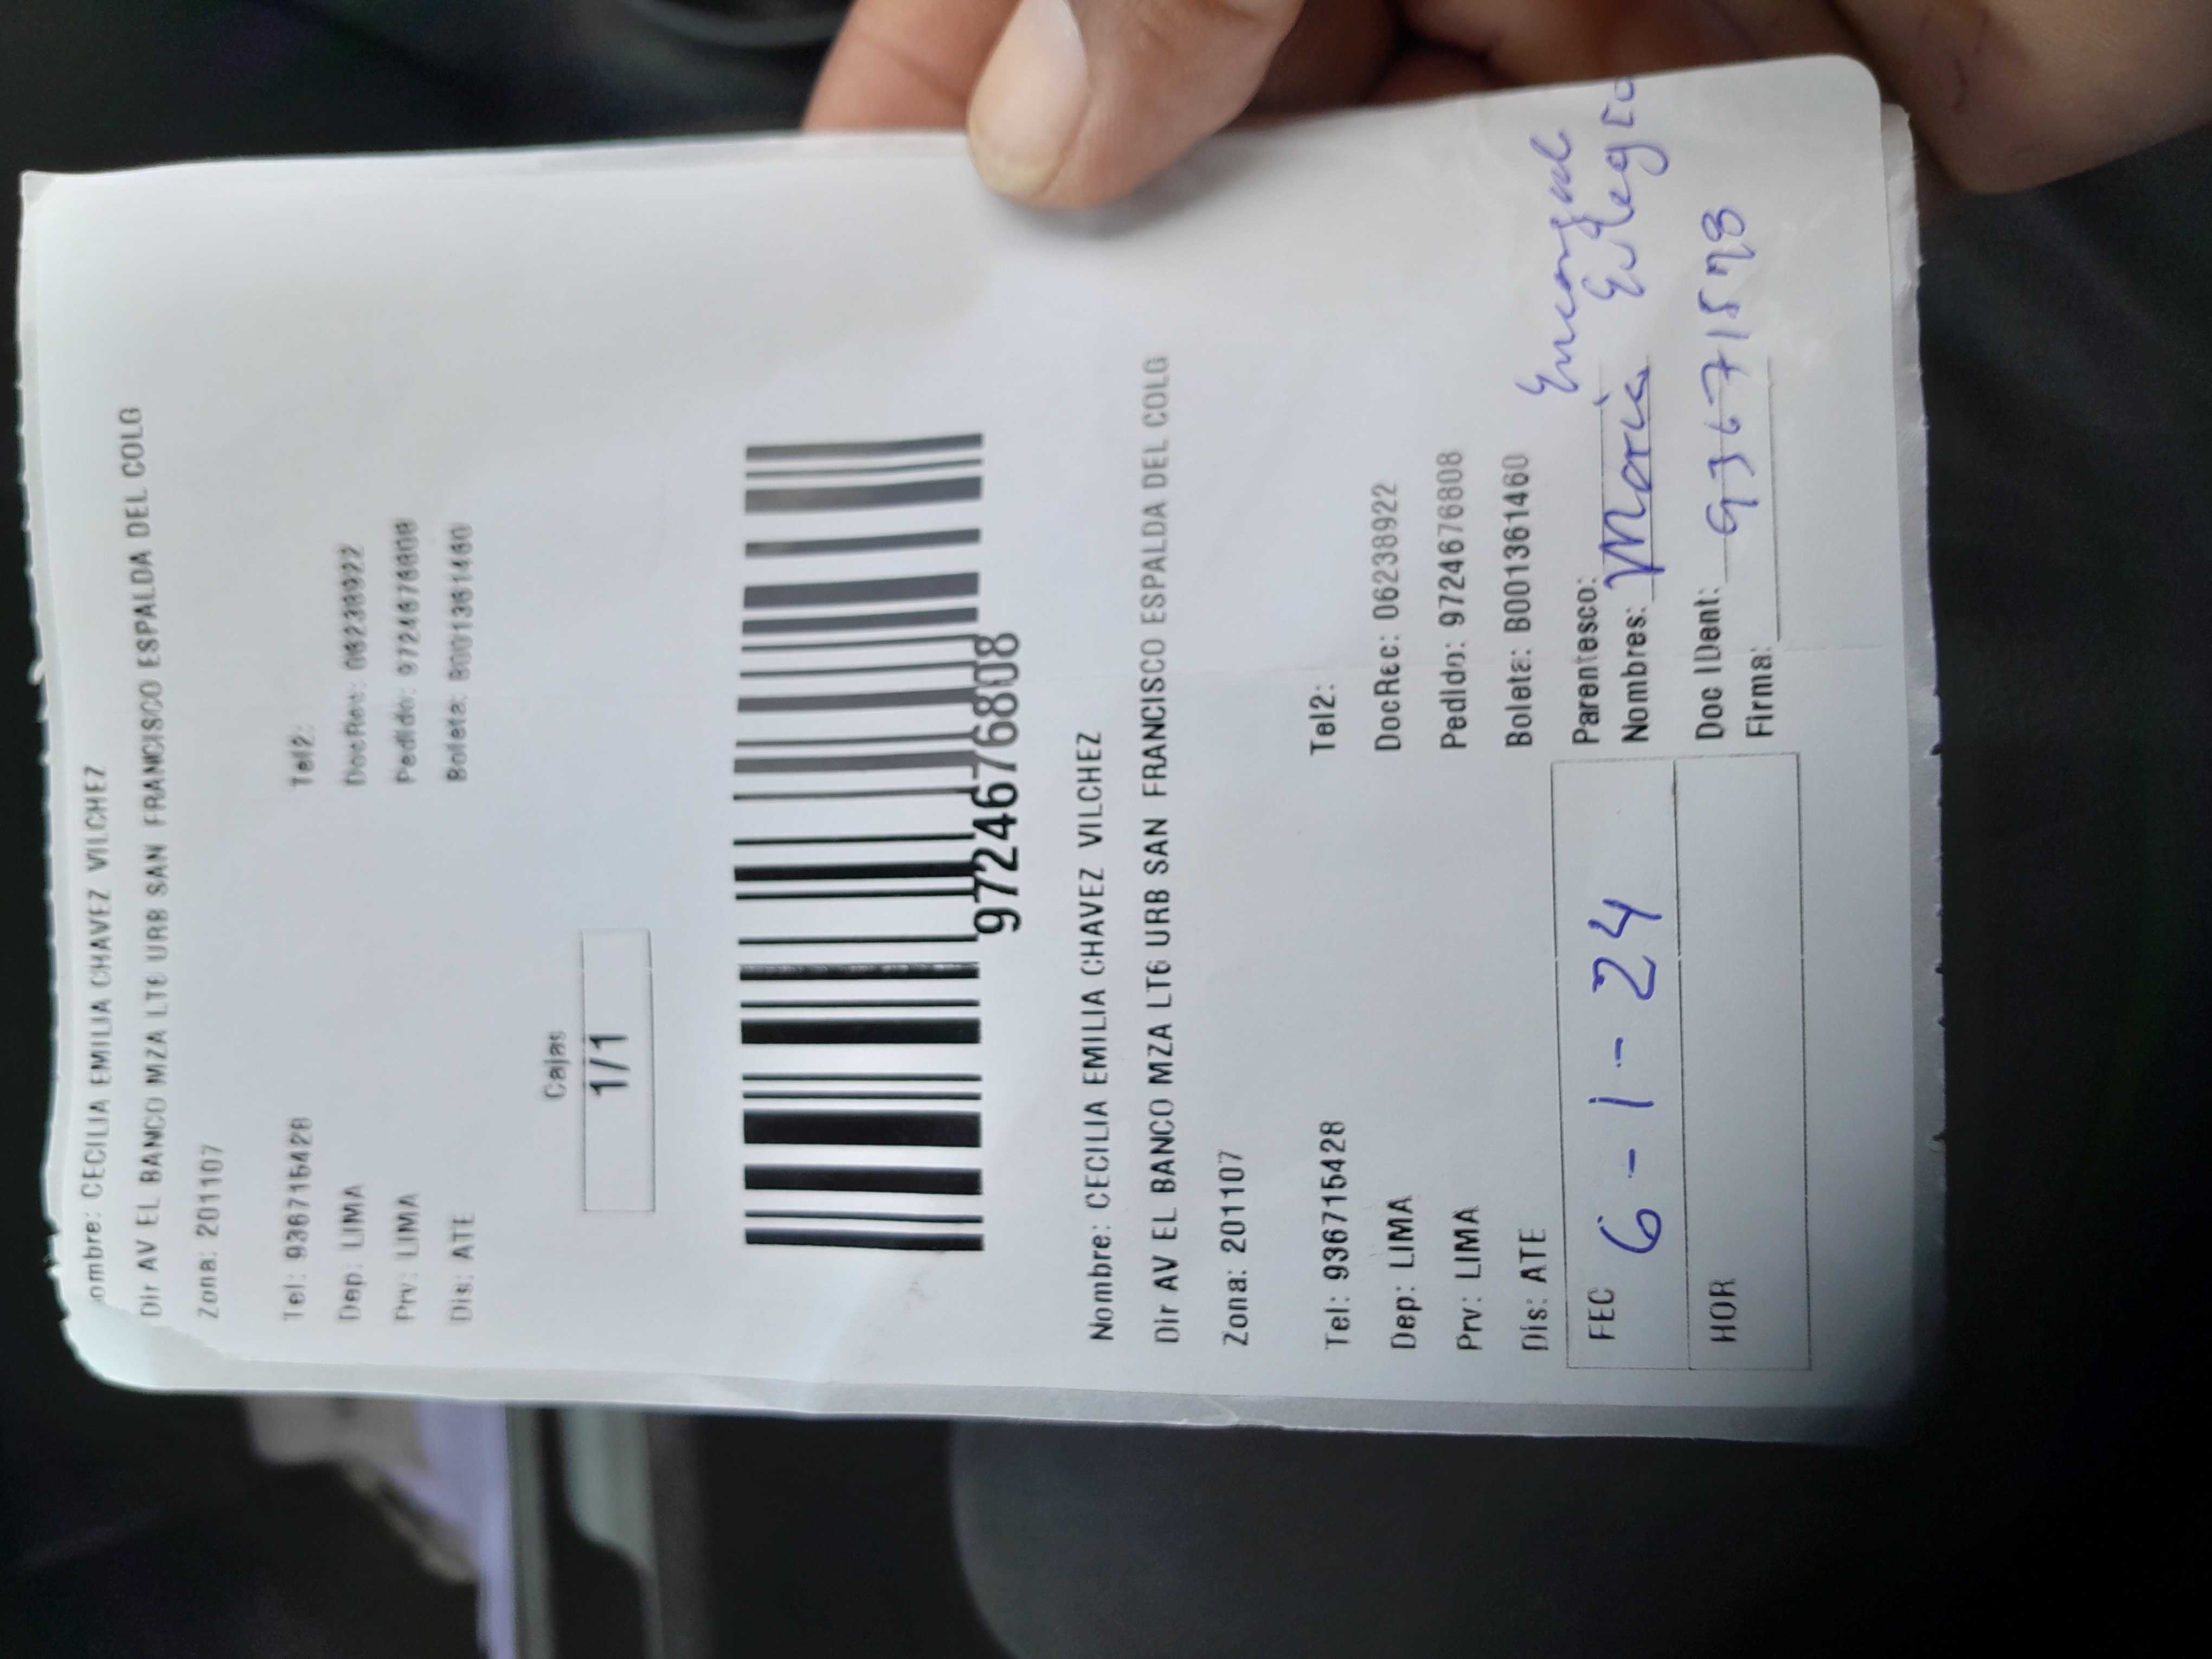 ombre: CECILIA EMILIA CHAVEZ VILCHEZ
Dir AV EL BANCO MZA LT6 URB SAN FRANCISCO ESPALDA DEL COLG
Zona: 201107
Tel: 936715428 Tel2:
Dep: LIMA DocRec: 06238922
Prv: LIMA Pedido: 972467676808
Dis: ATE Boleta: B001361460
Cajas
1/1
9724676808
Nombre: CECILIA EMILIA CHAVEZ VILCHEZ
Dir AV EL BANCO MZA LT6 URB SAN FRANCISCO ESPALDA DEL COLG
Zona: 201107
Tel: 936715428 Tel2:
Dep: LIMA DocRec: 06238922
Prv: LIMA Pedido: 9724676808
Dis: ATE Boleta: B001361460
FEC 6-1-24 Parentesco:
Nombres: Maria
HOR Doc IDent:
Firma: